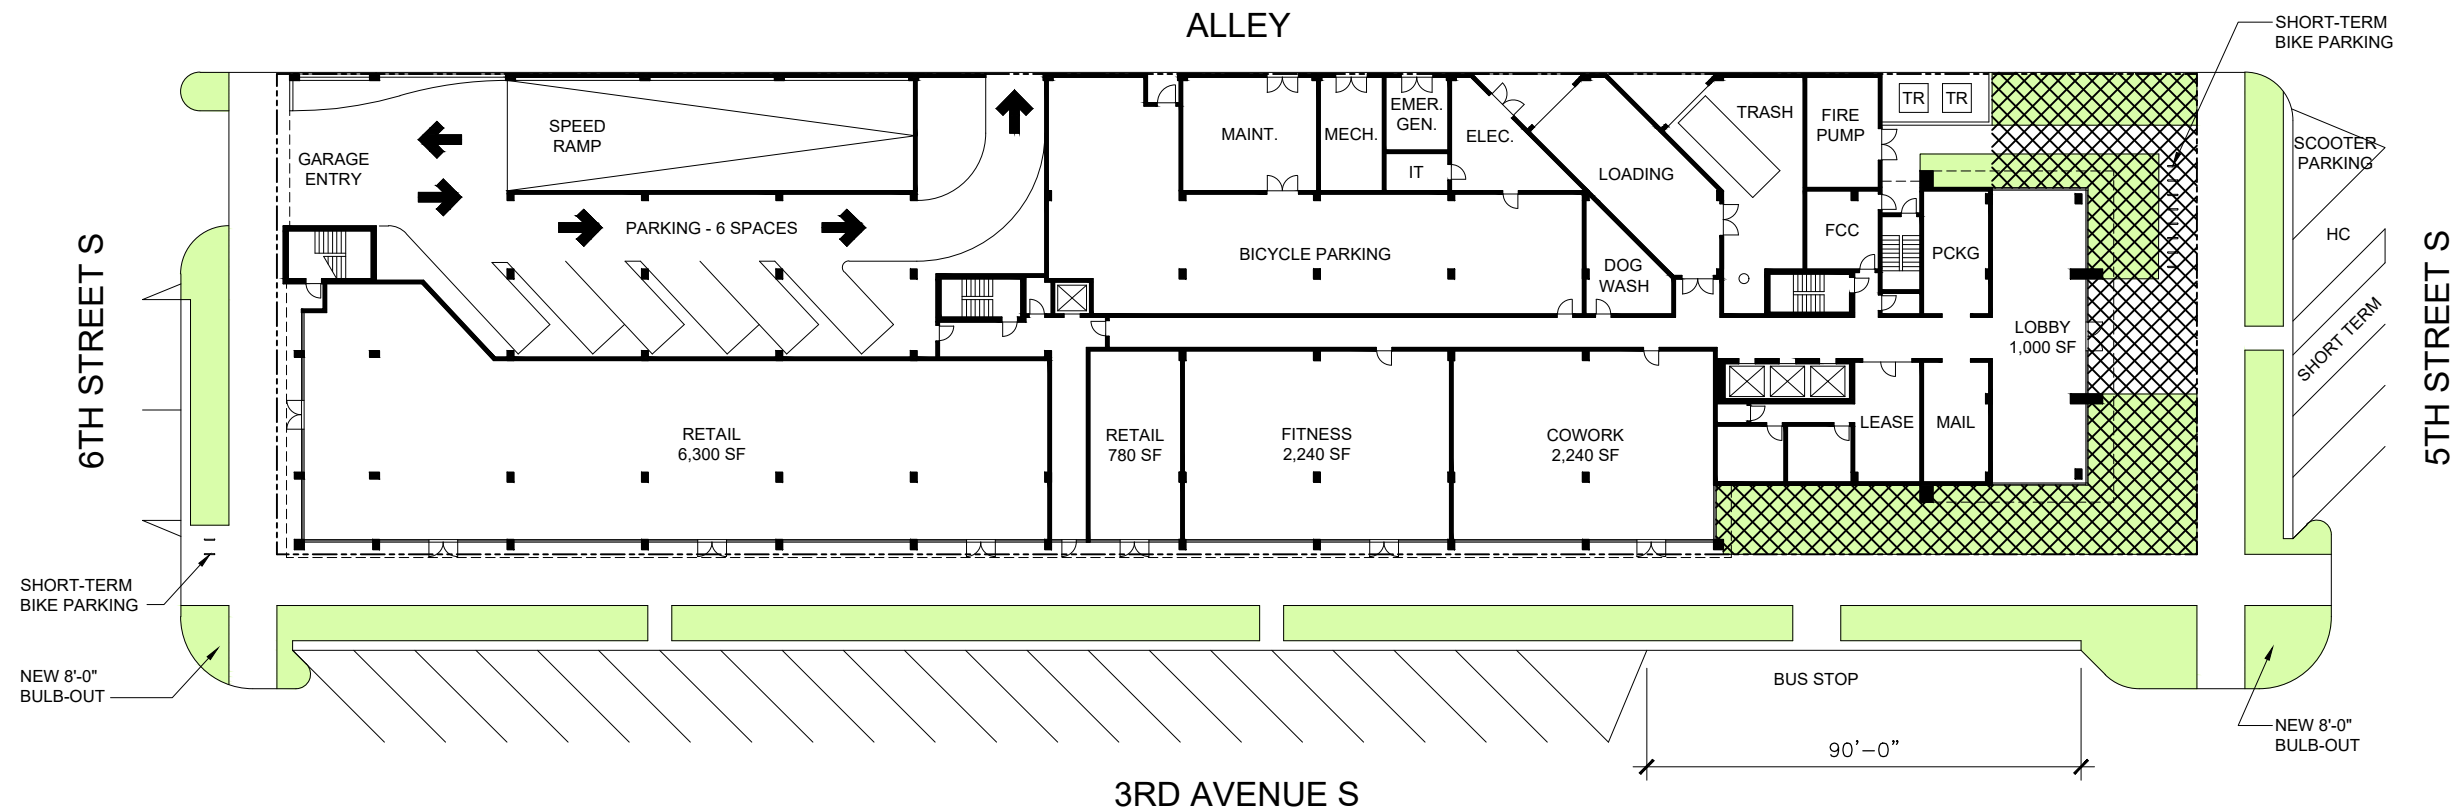 ALLEY
SHORT-TERM
BIKE PARKING
GARAGE
ENTRY
SPEED
RAMP
PARKING - 6 SPACES
MAINT.
MECH.
EMER.
GEN.
IT
ELEC.
LOADING
TRASH
FIRE
PUMP
TR
TR
SCOOTER
PARKING
HC
SHORT TERM
BICYCLE PARKING
DOG
WASH
FCC
PCKG
LOBBY
1,000 SF
6TH STREET S
5TH STREET S
RETAIL
6,300 SF
RETAIL
780 SF
FITNESS
2,240 SF
COWORK
2,240 SF
LEASE
MAIL
SHORT-TERM
BIKE PARKING
NEW 8'-0"
BULB-OUT
BUS STOP
90'-0"
NEW 8'-0"
BULB-OUT
3RD AVENUE S